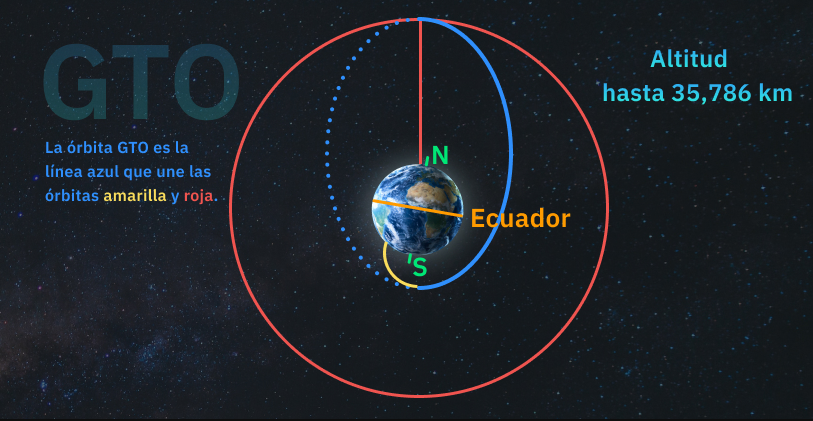 GTO
La órbita GTO es la
línea azul que une las
órbitas amarilla y roja.
Altitud
hasta 35,786 km
N
Ecuador
S